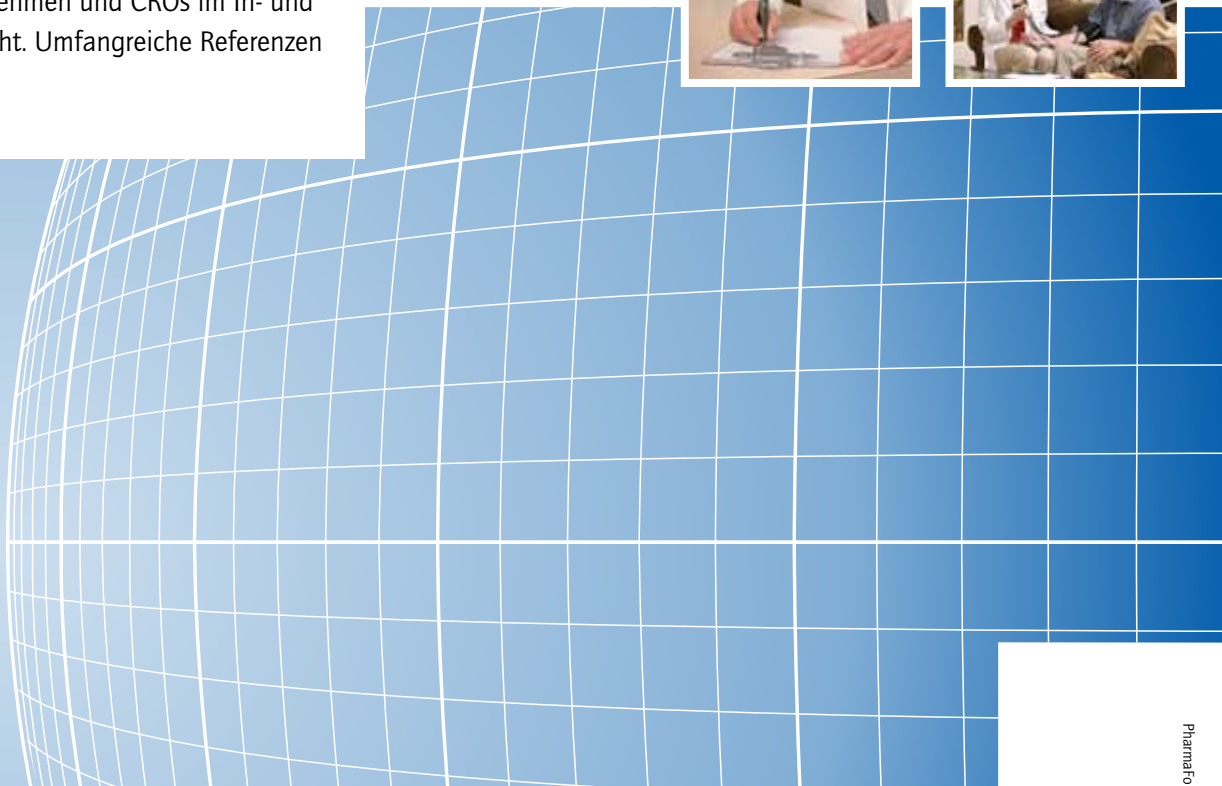 ehmen und CROs im In- und
ht. Umfangreiche Referenzen
PharmaFo